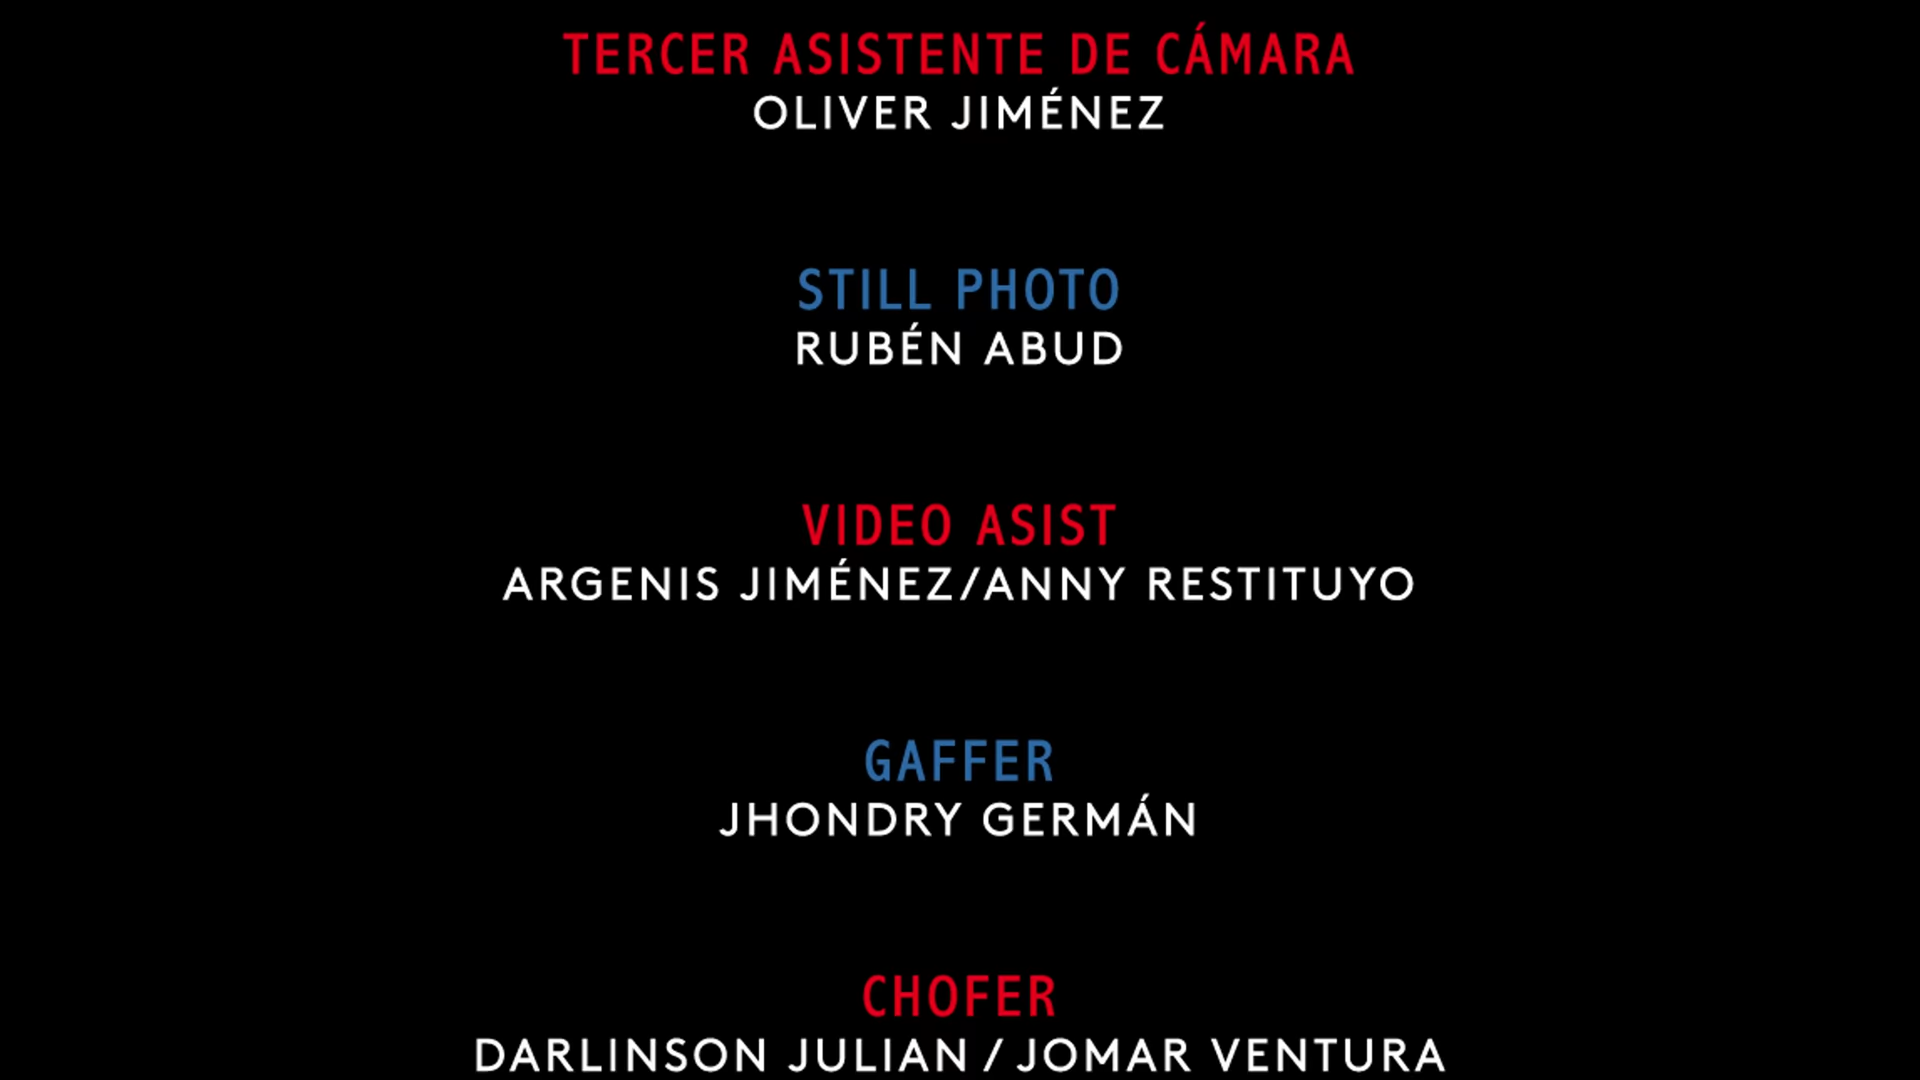 TERCER ASISTENTE DE CÁMARA
OLIVER JIMÉNEZ
STILL PHOTO
RUBÉN ABUD
VIDEO ASIST
ARGENIS JIMÉNEZ/ANNY RESTITUYO
GAFFER
JHONDRY GERMÁN
CHOFER
DARLINSON JULIAN / JOMAR VENTURA